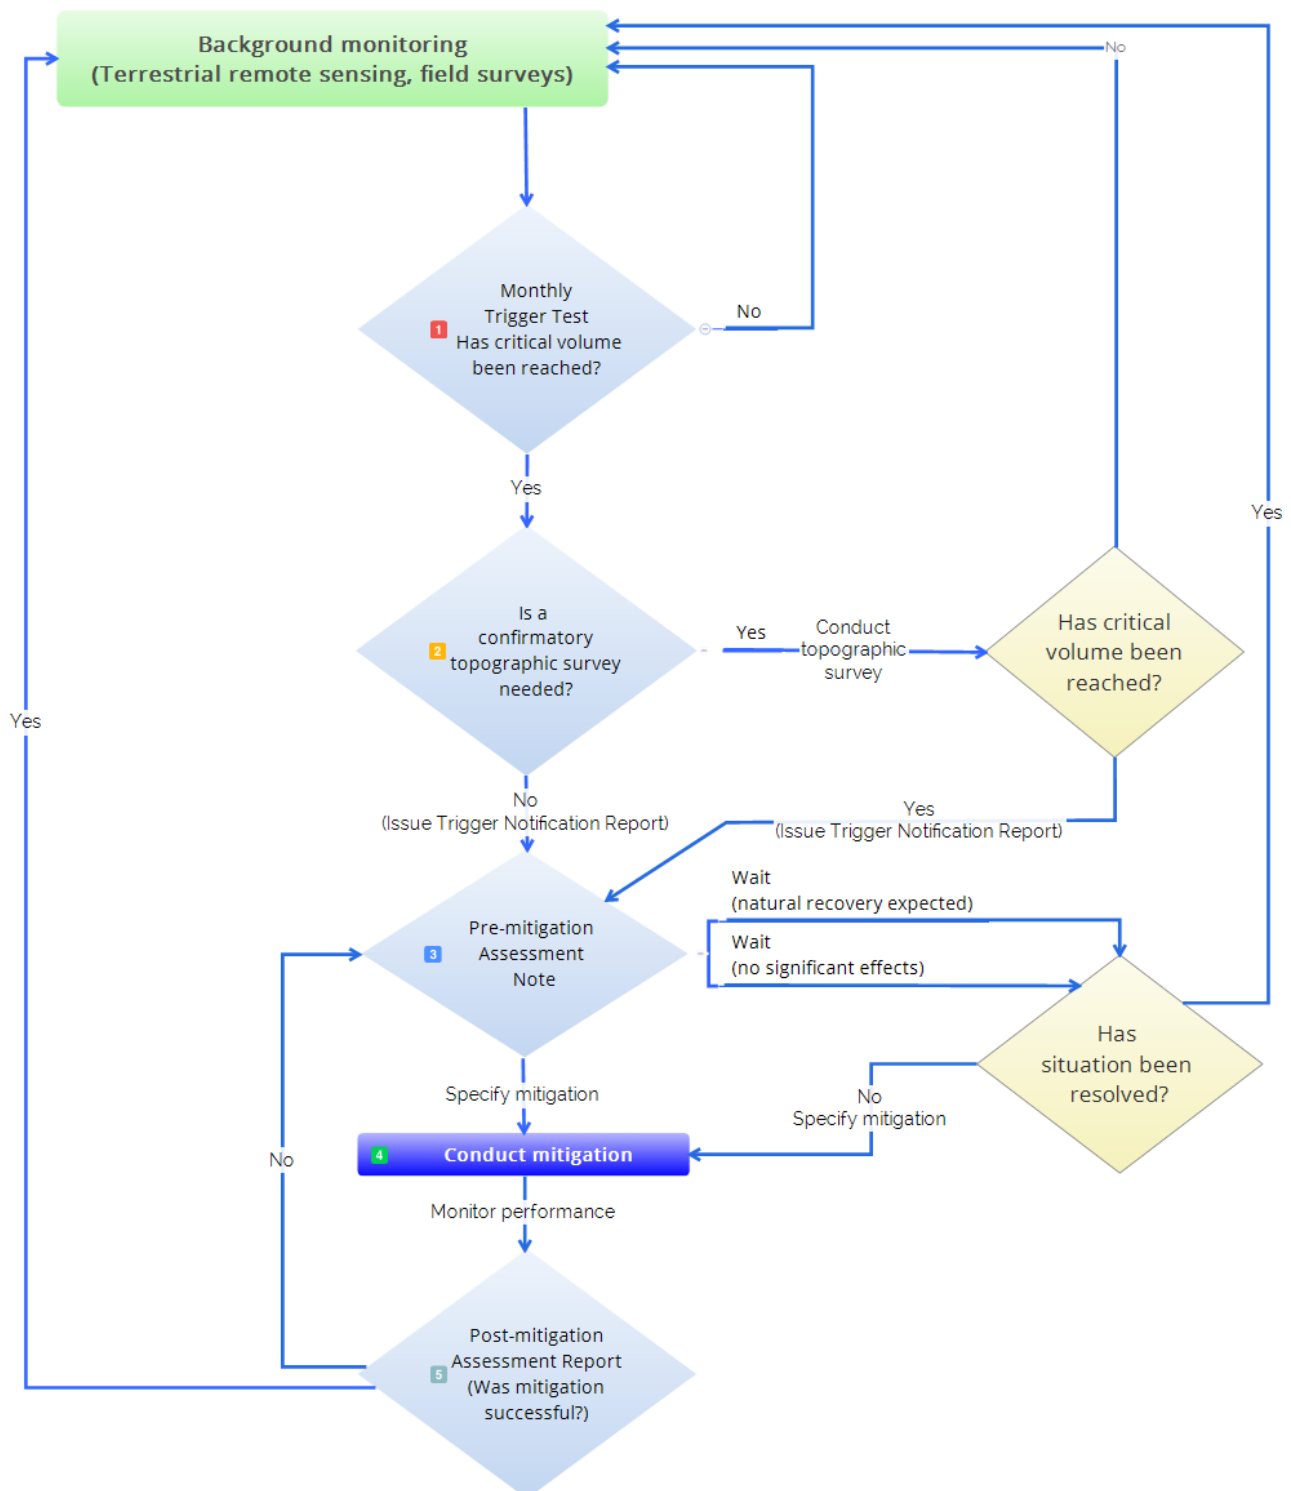 Background monitoring
(Terrestrial remote sensing, field surveys)
No
Monthly
Trigger Test
1
Has critical volume
been reached?
No
Yes
Yes
Is a
confirmatory
2
topographic survey
needed?
Yes
Conduct
topographic
survey
Has critical
volume been
reached?
Yes
No
(Issue Trigger Notification Report)
Yes
(Issue Trigger Notification Report)
Wait
(natural recovery expected)
Wait
(no significant effects)
Pre-mitigation
3
Assessment
Note
Has
situation been
resolved?
Specify mitigation
No
Specify mitigation
4
Conduct mitigation
No
Monitor performance
Post-mitigation
Assessment Report
5
(Was mitigation
successful?)